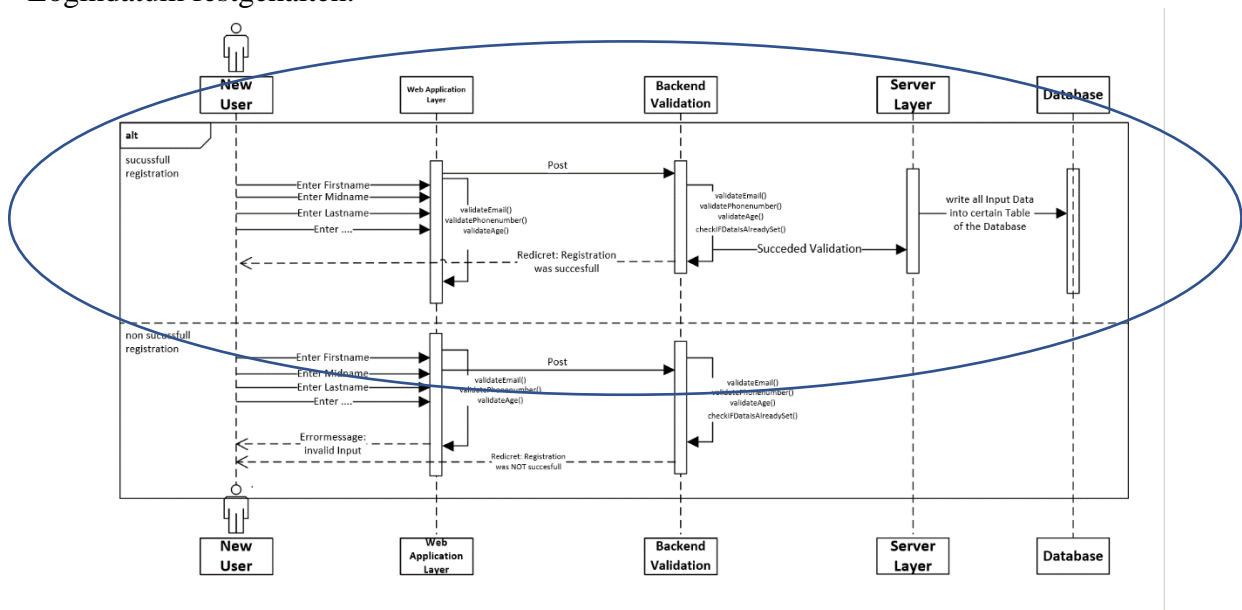 Logindatum festgehalten.
New
User
Web Application
Layer
Backend
Validation
Server
Layer
Database
alt
sucussfull
registration
Post
Enter Firstname
Enter Midname
Enter Lastname
Enter ....
validateEmail()
validatePhonenumber()
validateAge()
validateEmail()
validatePhonenumber()
validateAge()
checkIFDataIsAlreadySet()
write all Input Data
into certain Table
of the Database
Succeded Validation
Redicret: Registration
was succesfull
non sucussfull
registration
Post
Enter Firstname
Enter Midname
Enter Lastname
Enter ....
validateEmail()
validatePhonenumber()
validateAge()
validateEmail()
validatePhonenumber()
validateAge()
checkIFDataIsAlreadySet()
Errormessage:
invalid Input
Redicret: Registration
was NOT succesfull
New
User
Web
Application
Layer
Backend
Validation
Server
Layer
Database